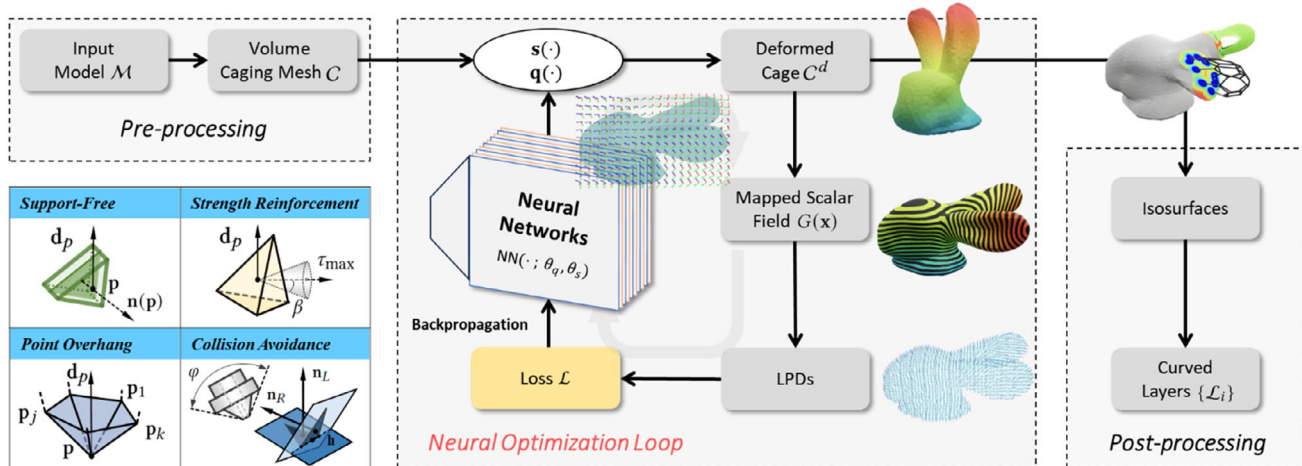 Input
Model M
Volume
Caging Mesh C
Pre-processing
s(·)
q(·)
Deformed
Cage C^d
Neural
Networks
NN(· ; θ_q, θ_s)
Mapped Scalar
Field G(x)
Backpropagation
Loss L
LPDs
Neural Optimization Loop
Isosurfaces
Curved
Layers {L_i}
Post-processing
Support-Free
d_p
p
n(p)
Strength Reinforcement
d_p
τ_max
β
Point Overhang
d_p
p_1
p_j
p_k
p
Collision Avoidance
φ
n_L
n_R
h